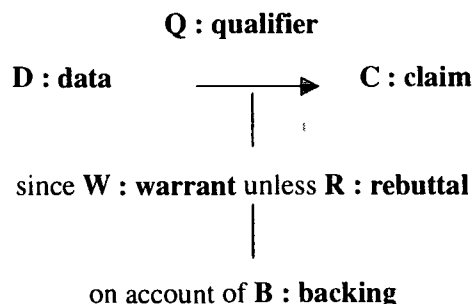 Q : qualifier
D : data C : claim
since W : warrant unless R : rebuttal
on account of B : backing